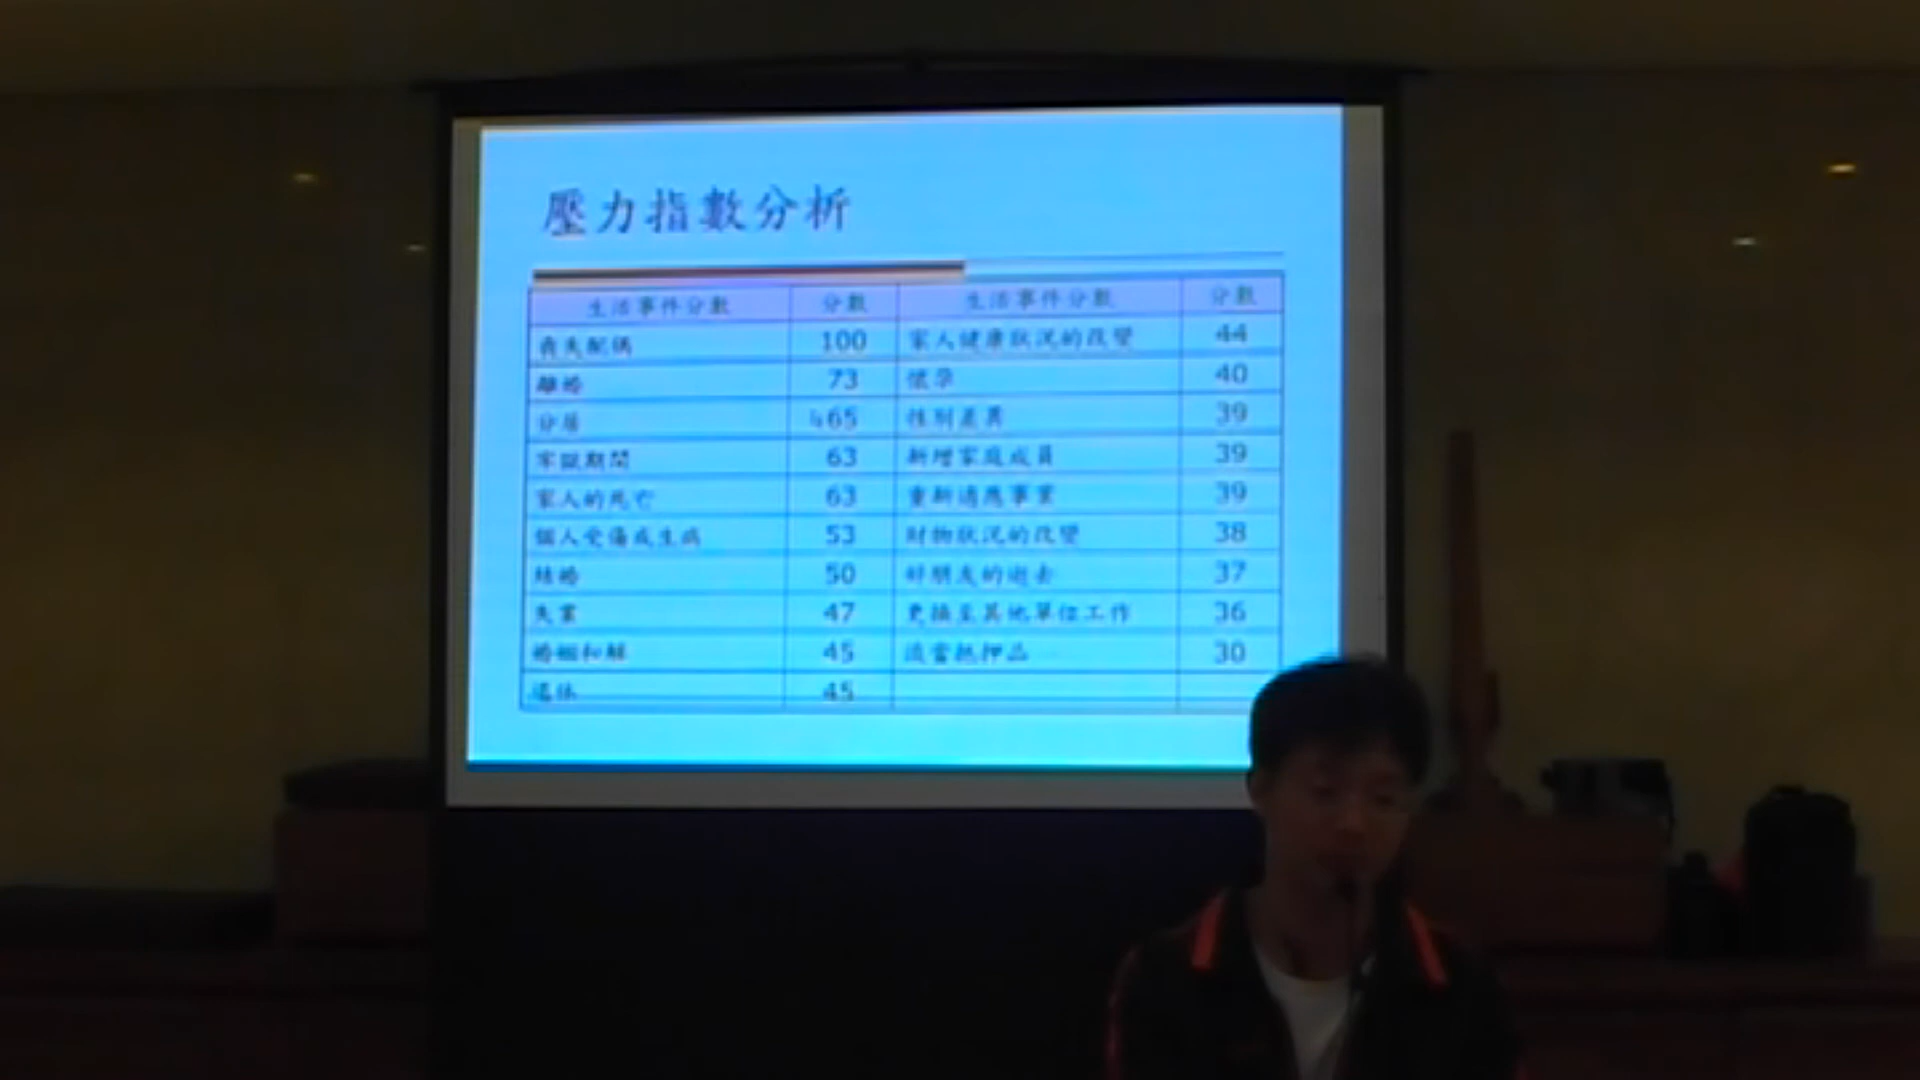 壓力指數分析
生活事件分數 分數 生活事件分數 分數
喪失配偶 100 家人健康狀況的改變 44
離婚 73 懷孕 40
分居 65 性別差異 39
牢獄期間 63 新增家庭成員 39
家人的死亡 63 重新適應事業 39
個人受傷或生病 53 財物狀況的改變 38
結婚 50 好朋友的逝去 37
失業 47 更換至其他單位工作 36
婚姻和解 45 流當抵押品 30
退休 45